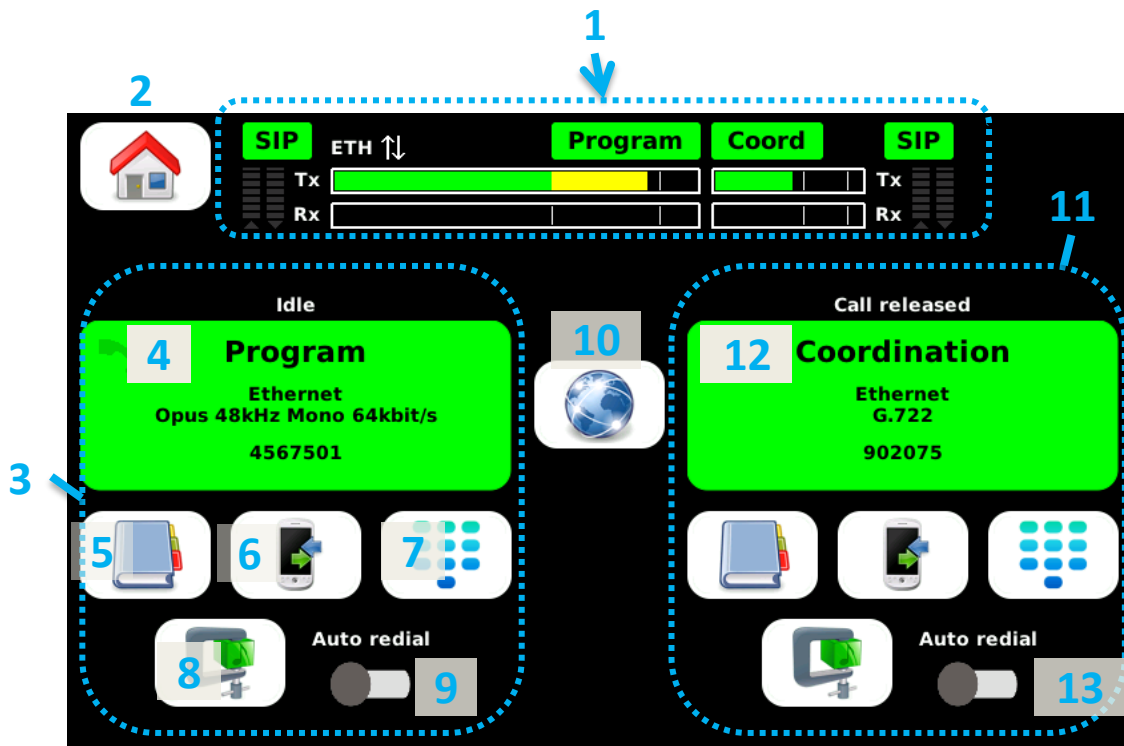 1
2
SIP
ETH
Program
Coord
SIP
Tx
Tx
Rx
Rx
11
Idle
Call released
4
Program
Ethernet
Opus 48kHz Mono 64kbit/s
4567501
10
12
Coordination
Ethernet
G.722
902075
3
5
6
7
8
Auto redial
9
Auto redial
13